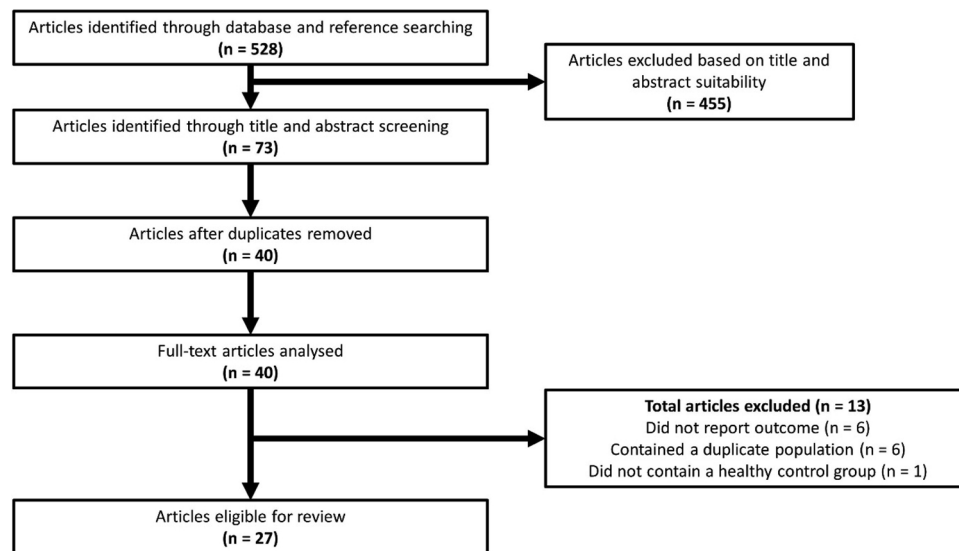 Articles identified through database and reference searching
(n = 528)
Articles excluded based on title and
abstract suitability
(n = 455)
Articles identified through title and abstract screening
(n = 73)
Articles after duplicates removed
(n = 40)
Full-text articles analysed
(n = 40)
Total articles excluded (n = 13)
Did not report outcome (n = 6)
Contained a duplicate population (n = 6)
Did not contain a healthy control group (n = 1)
Articles eligible for review
(n = 27)